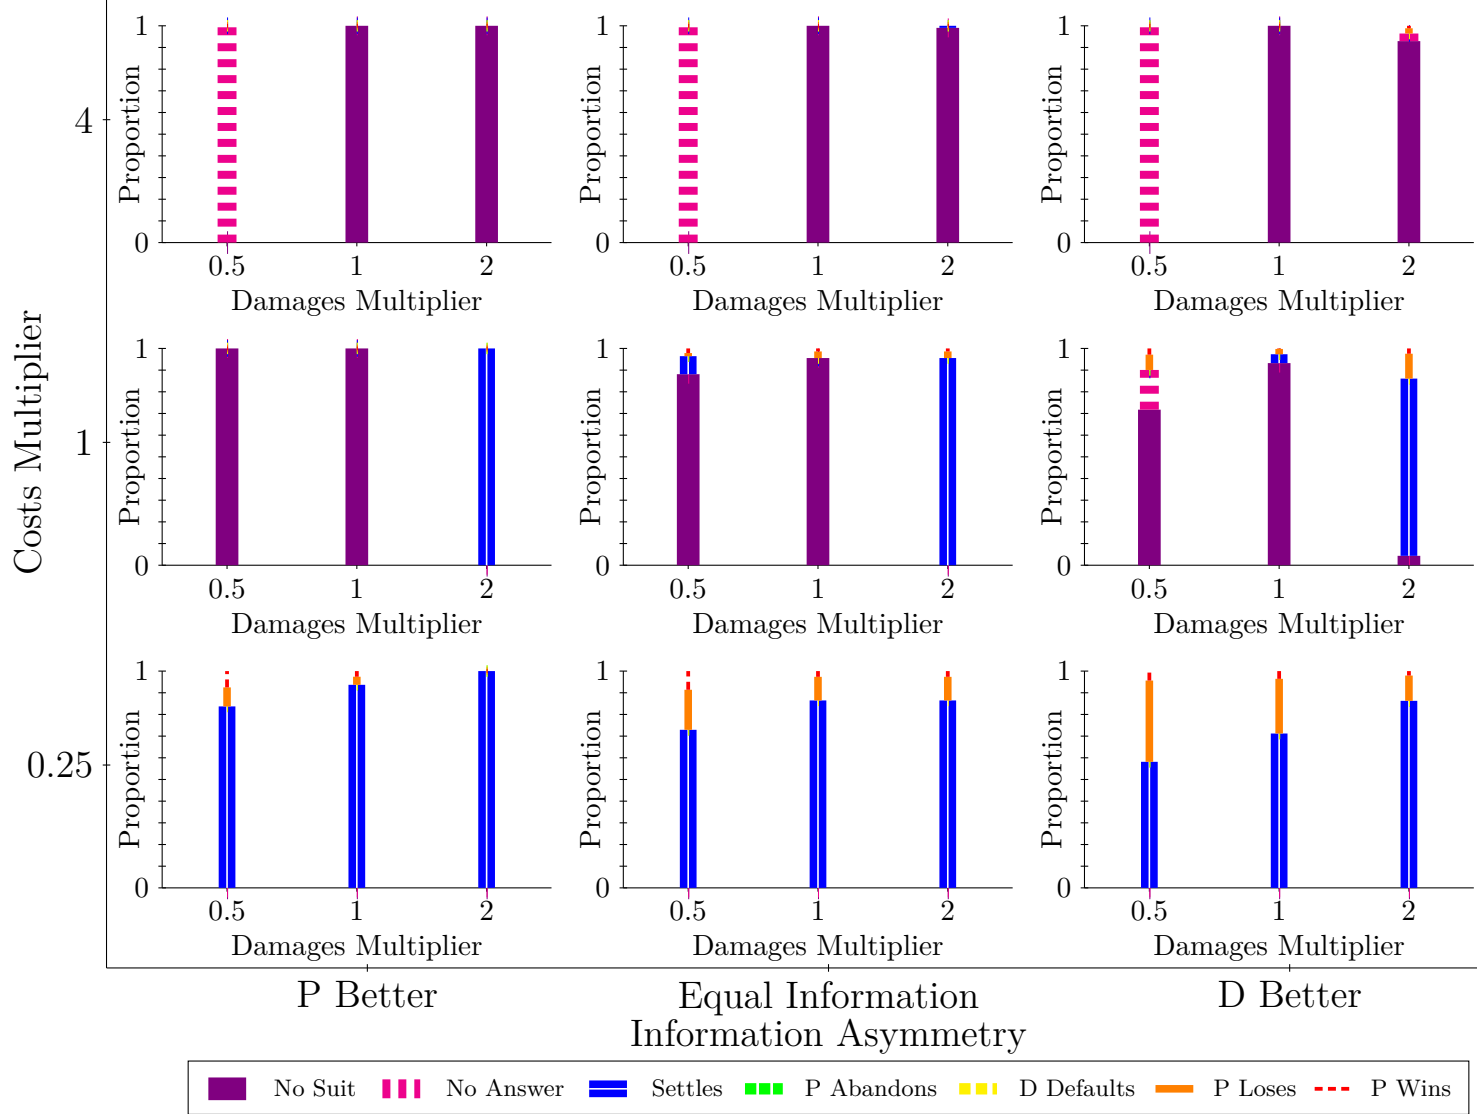 1
Proportion
0
0.5 1 2
Damages Multiplier
1
Proportion
0
0.5 1 2
Damages Multiplier
1
Proportion
0
0.5 1 2
Damages Multiplier
4
1
Proportion
0
0.5 1 2
Damages Multiplier
1
Proportion
0
0.5 1 2
Damages Multiplier
1
Proportion
0
0.5 1 2
Damages Multiplier
1
Costs Multiplier
1
Proportion
0
0.5 1 2
Damages Multiplier
1
Proportion
0
0.5 1 2
Damages Multiplier
1
Proportion
0
0.5 1 2
Damages Multiplier
0.25
P Better Equal Information D Better
Information Asymmetry
No Suit No Answer Settles P Abandons D Defaults P Loses P Wins